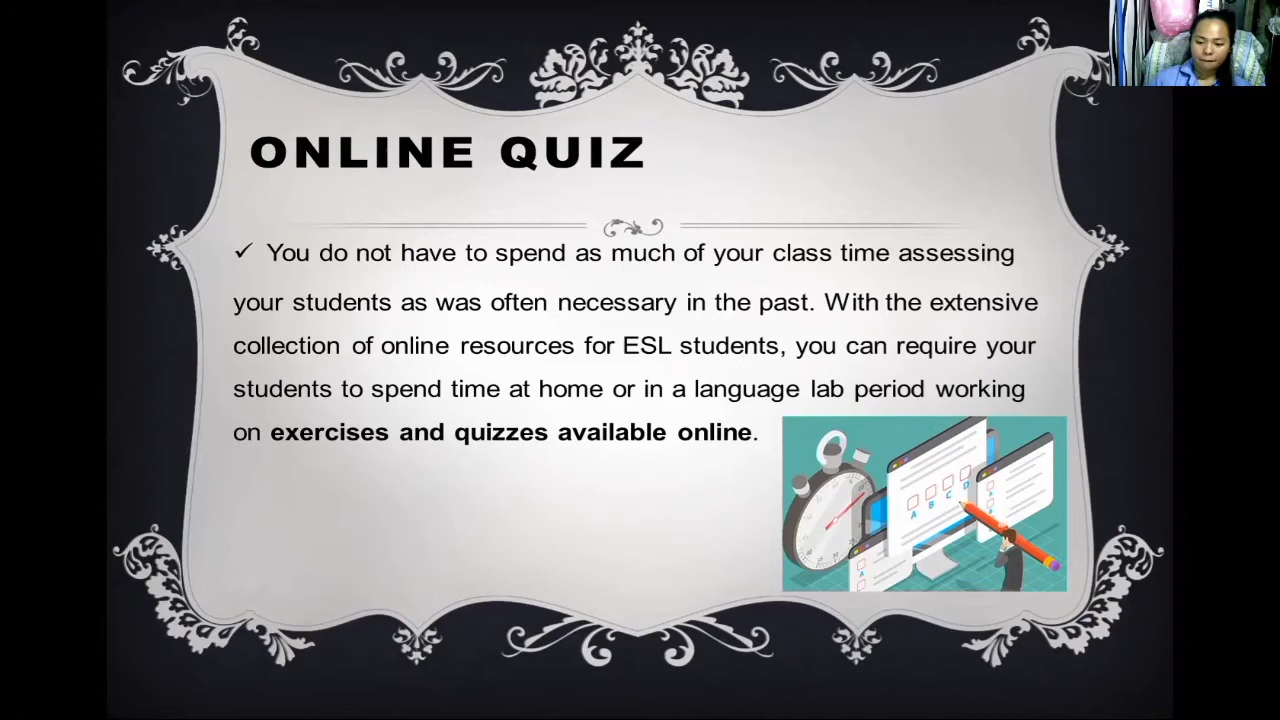 ONLINE QUIZ
✓ You do not have to spend as much of your class time assessing
your students as was often necessary in the past. With the extensive
collection of online resources for ESL students, you can require your
students to spend time at home or in a language lab period working
on exercises and quizzes available online.
A B C D
A
B
A